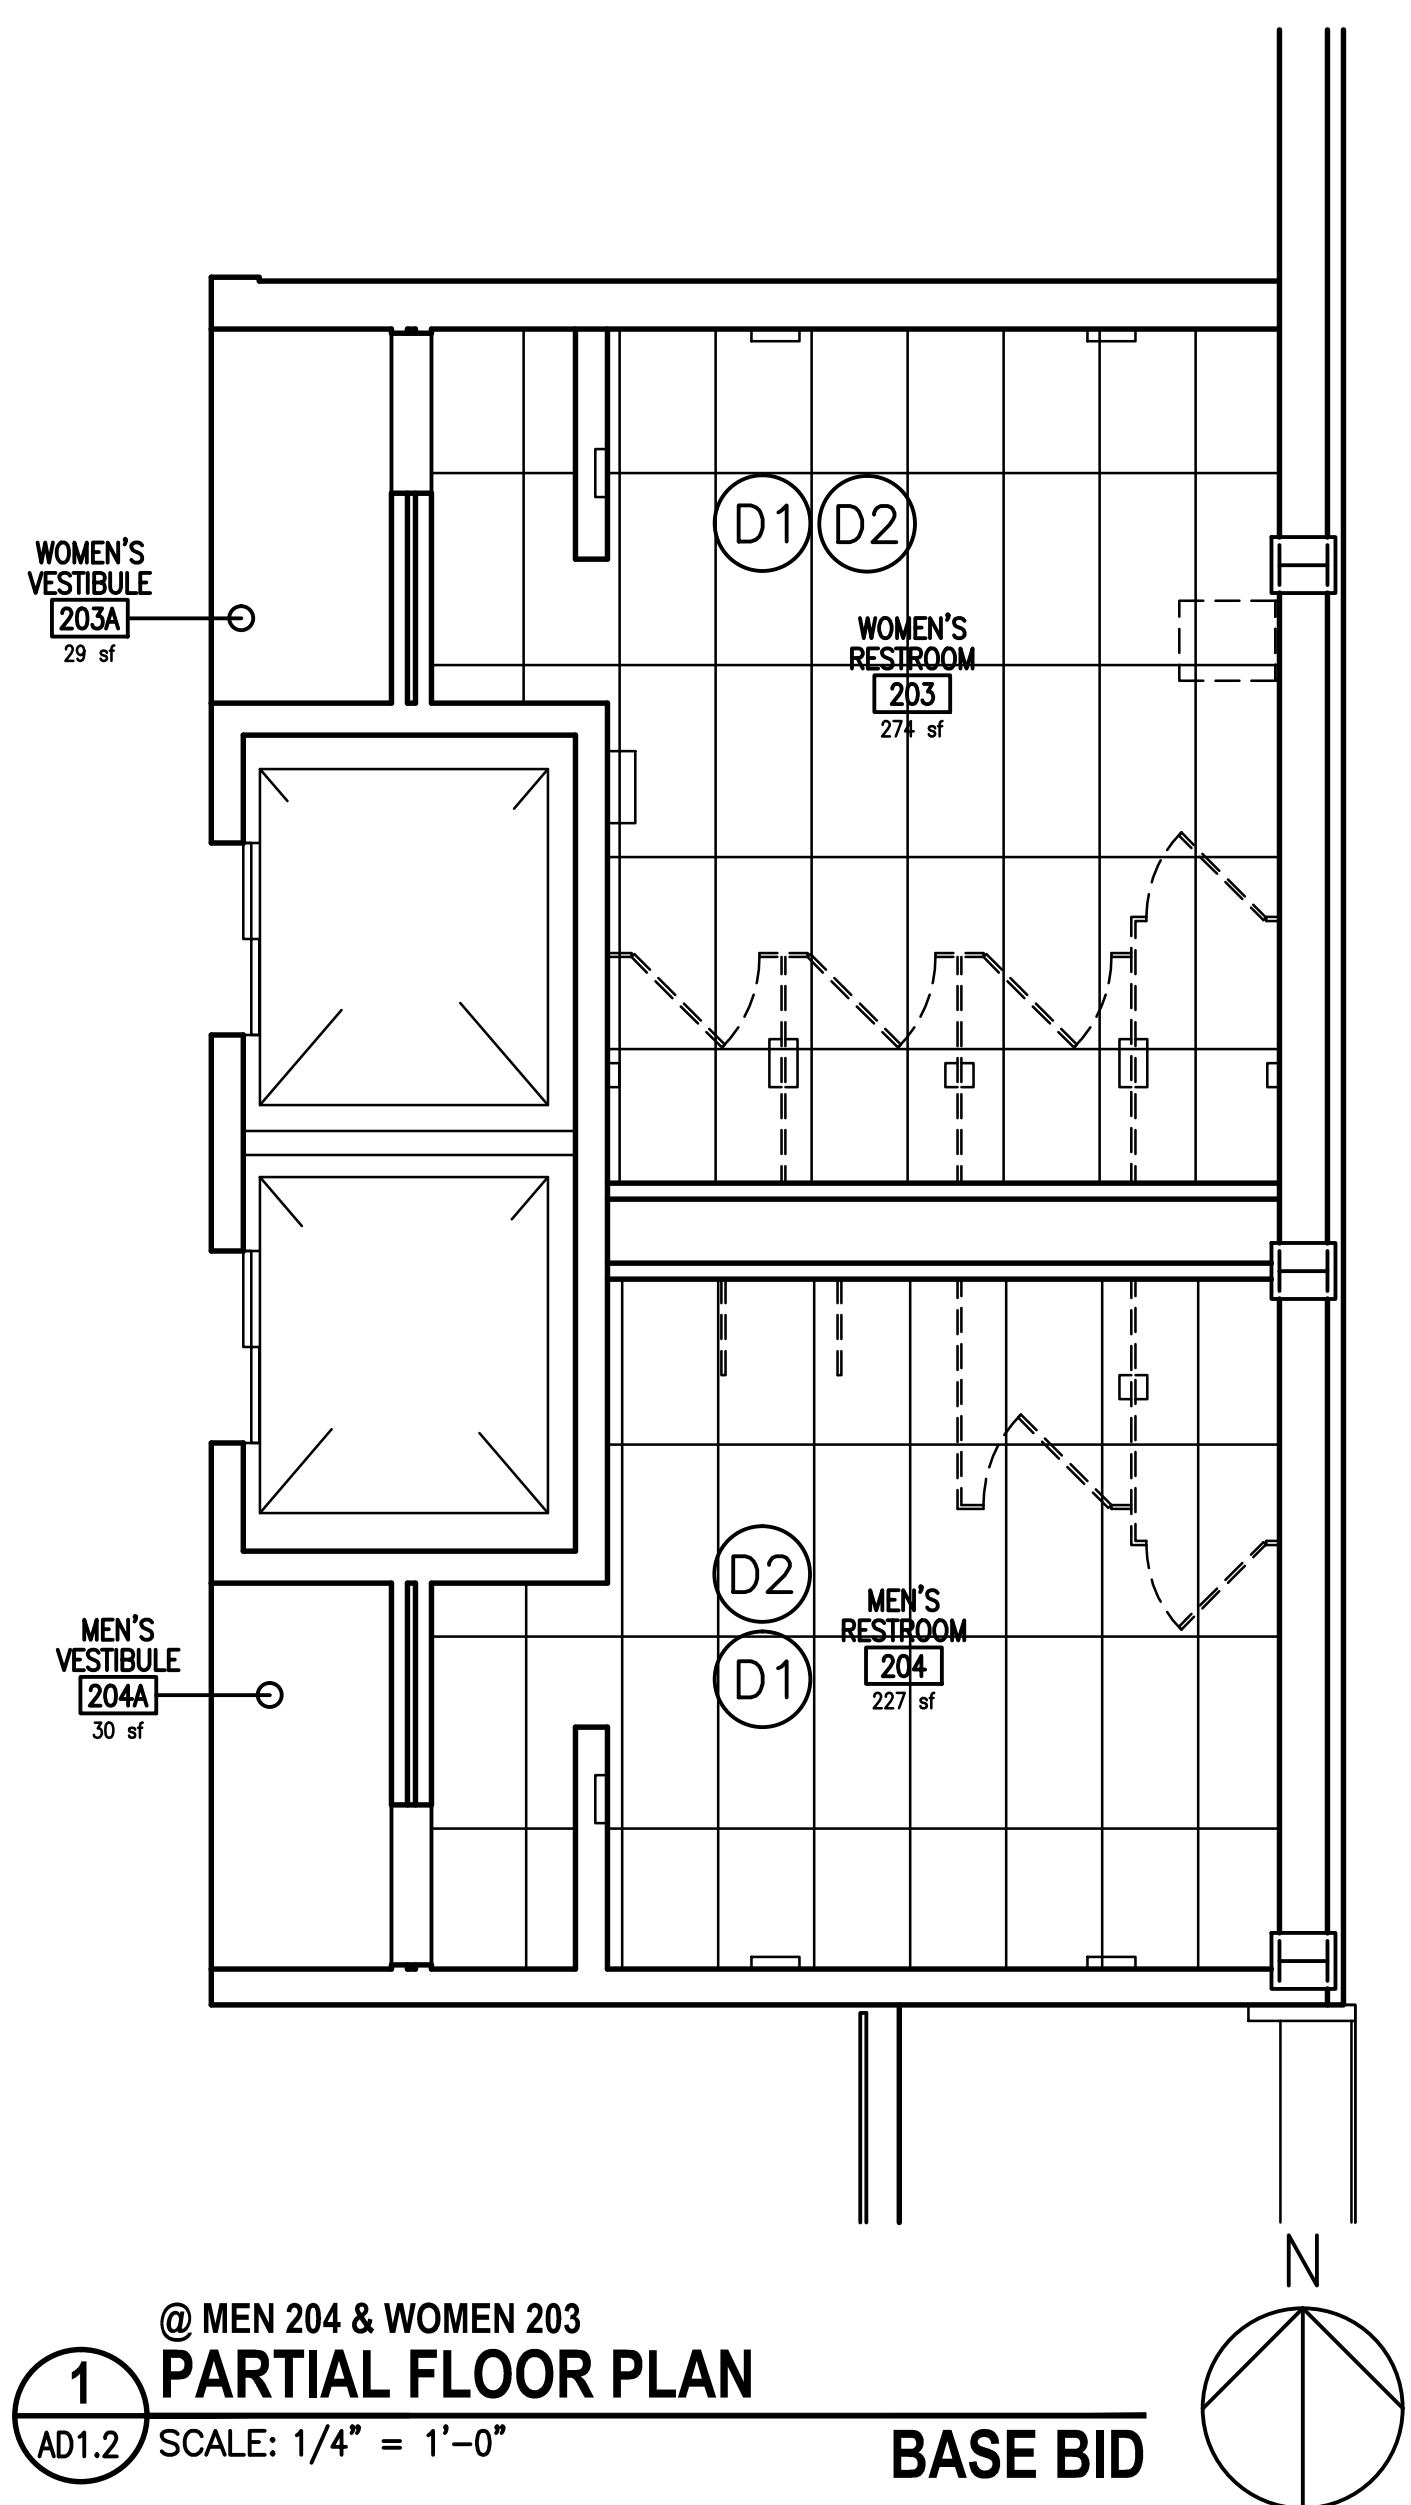 D1 D2
WOMEN'S
VESTIBULE
203A
29 sf
WOMEN'S
RESTROOM
203
274 sf
D2
MEN'S
RESTROOM
204
227 sf
D1
MEN'S
VESTIBULE
204A
30 sf
N
@ MEN 204 & WOMEN 203
1
PARTIAL FLOOR PLAN
AD1.2
SCALE: 1/4" = 1'-0"
BASE BID